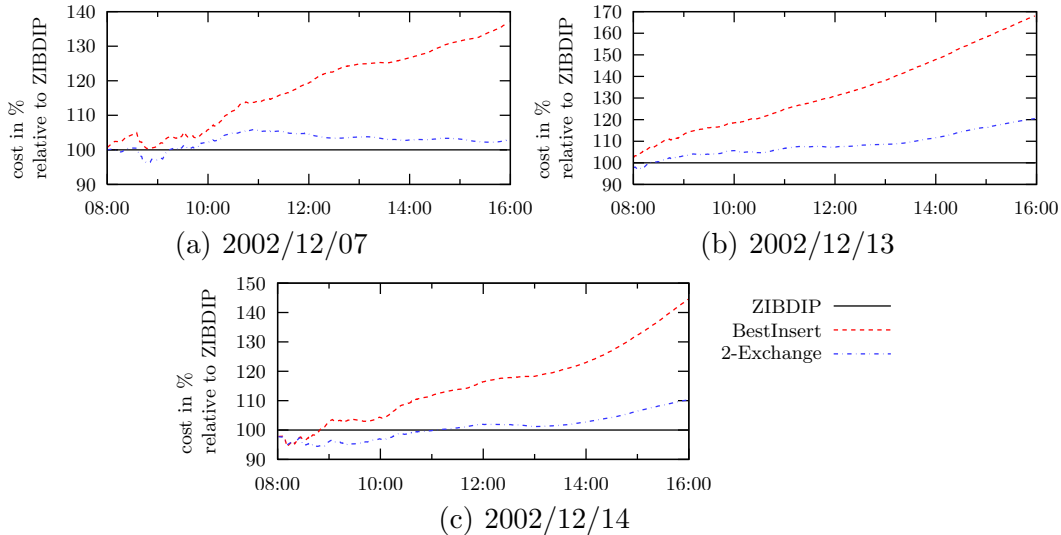 cost in %
relative to ZIBDIP
140
130
120
110
100
90
08:00 10:00 12:00 14:00 16:00
(a) 2002/12/07
cost in %
relative to ZIBDIP
170
160
150
140
130
120
110
100
90
08:00 10:00 12:00 14:00 16:00
(b) 2002/12/13
cost in %
relative to ZIBDIP
150
140
130
120
110
100
90
08:00 10:00 12:00 14:00 16:00
(c) 2002/12/14
ZIBDIP
BestInsert
2-Exchange